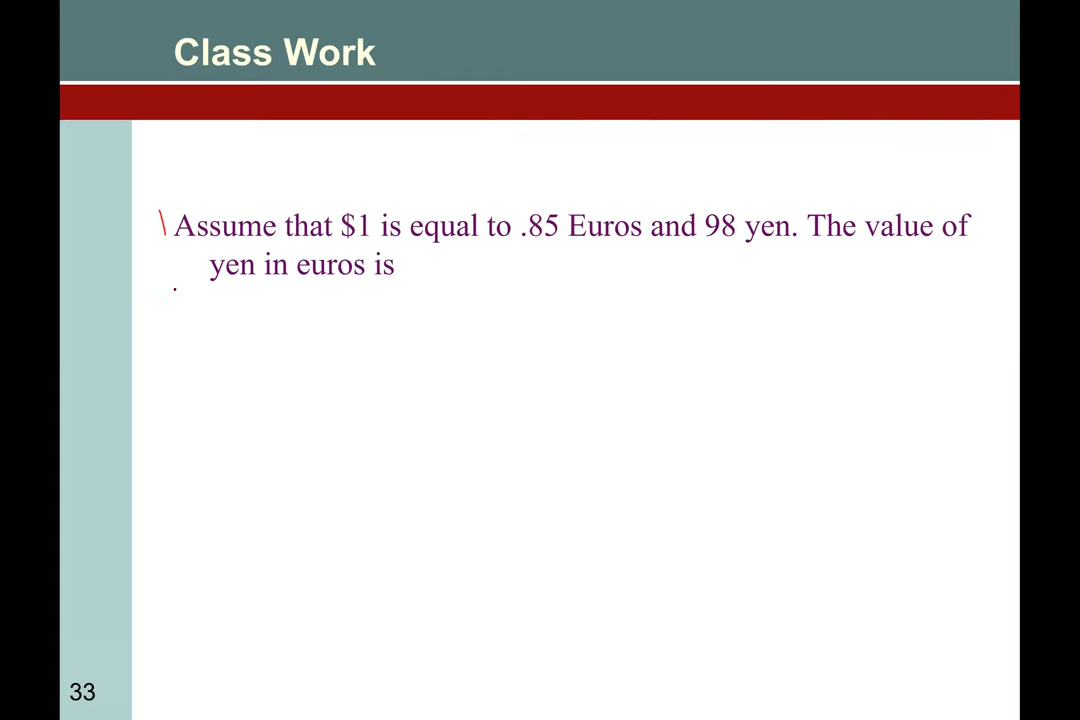 Class Work
Assume that $1 is equal to .85 Euros and 98 yen. The value of
yen in euros is
.
33